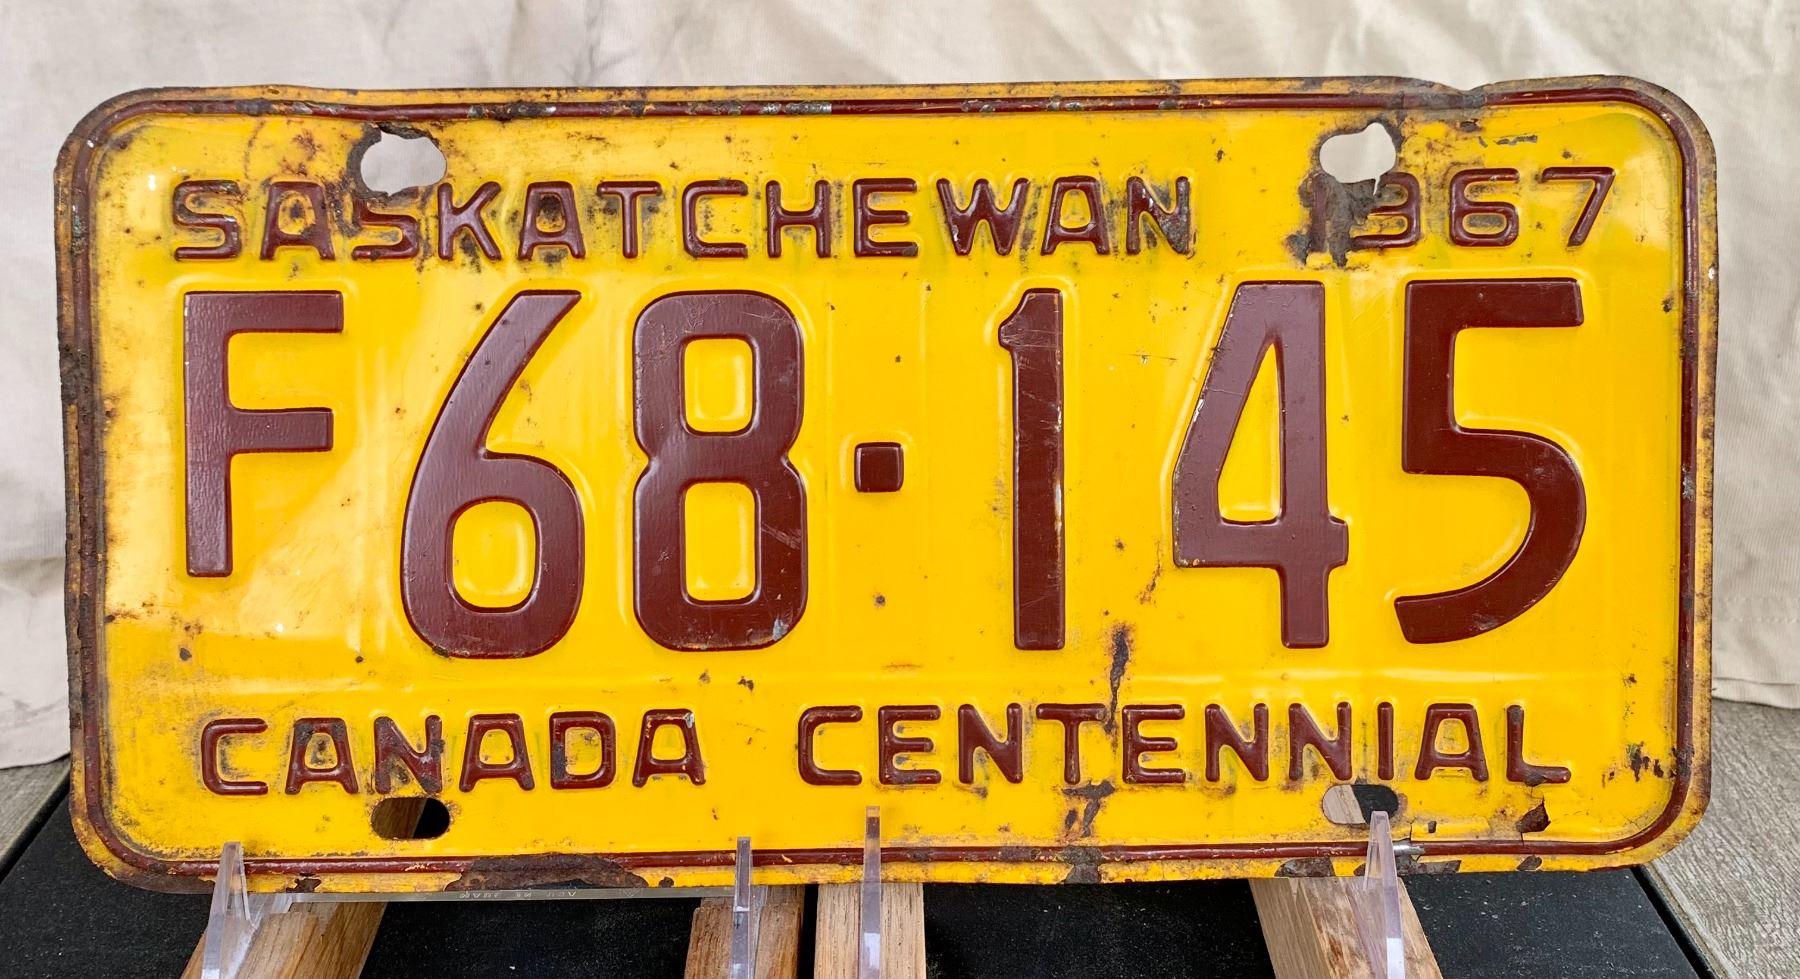 SASKATCHEWAN 1967
F68·145
CANADA CENTENNIAL